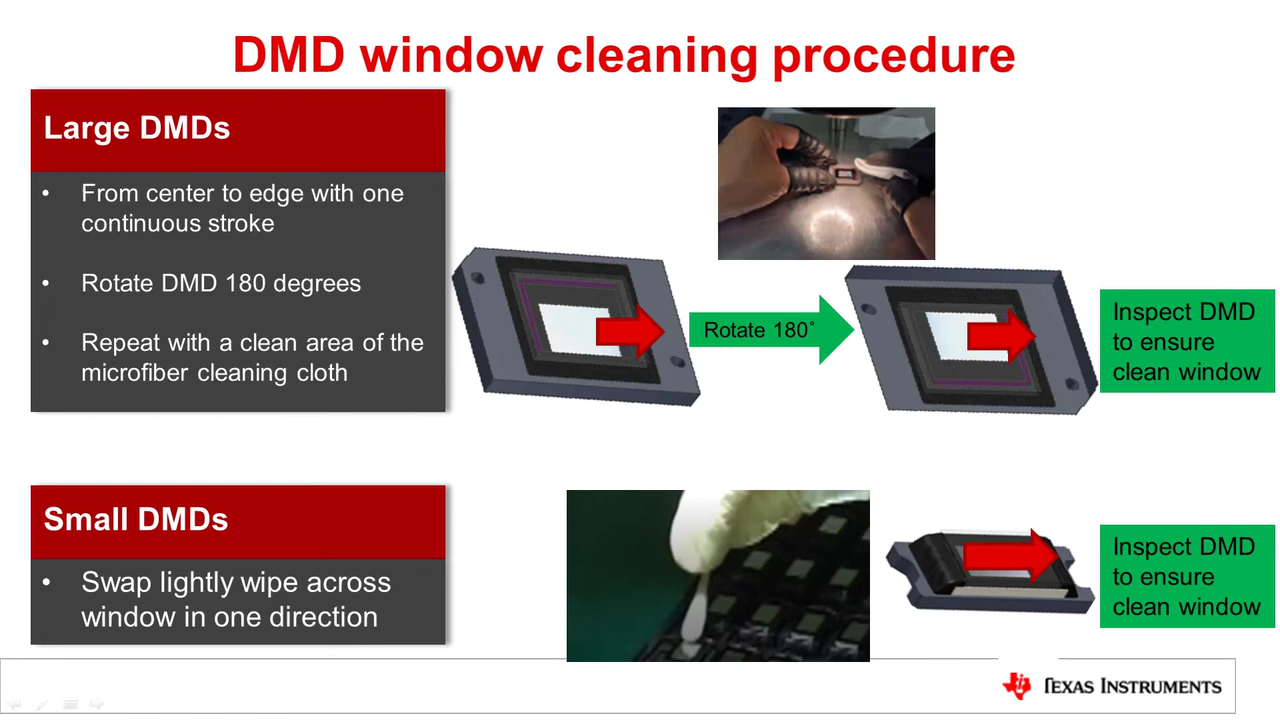 DMD window cleaning procedure
Large DMDs
• From center to edge with one
continuous stroke
• Rotate DMD 180 degrees
• Repeat with a clean area of the
microfiber cleaning cloth
Rotate 180˚
Inspect DMD
to ensure
clean window
Small DMDs
• Swap lightly wipe across
window in one direction
Inspect DMD
to ensure
clean window
TEXAS INSTRUMENTS